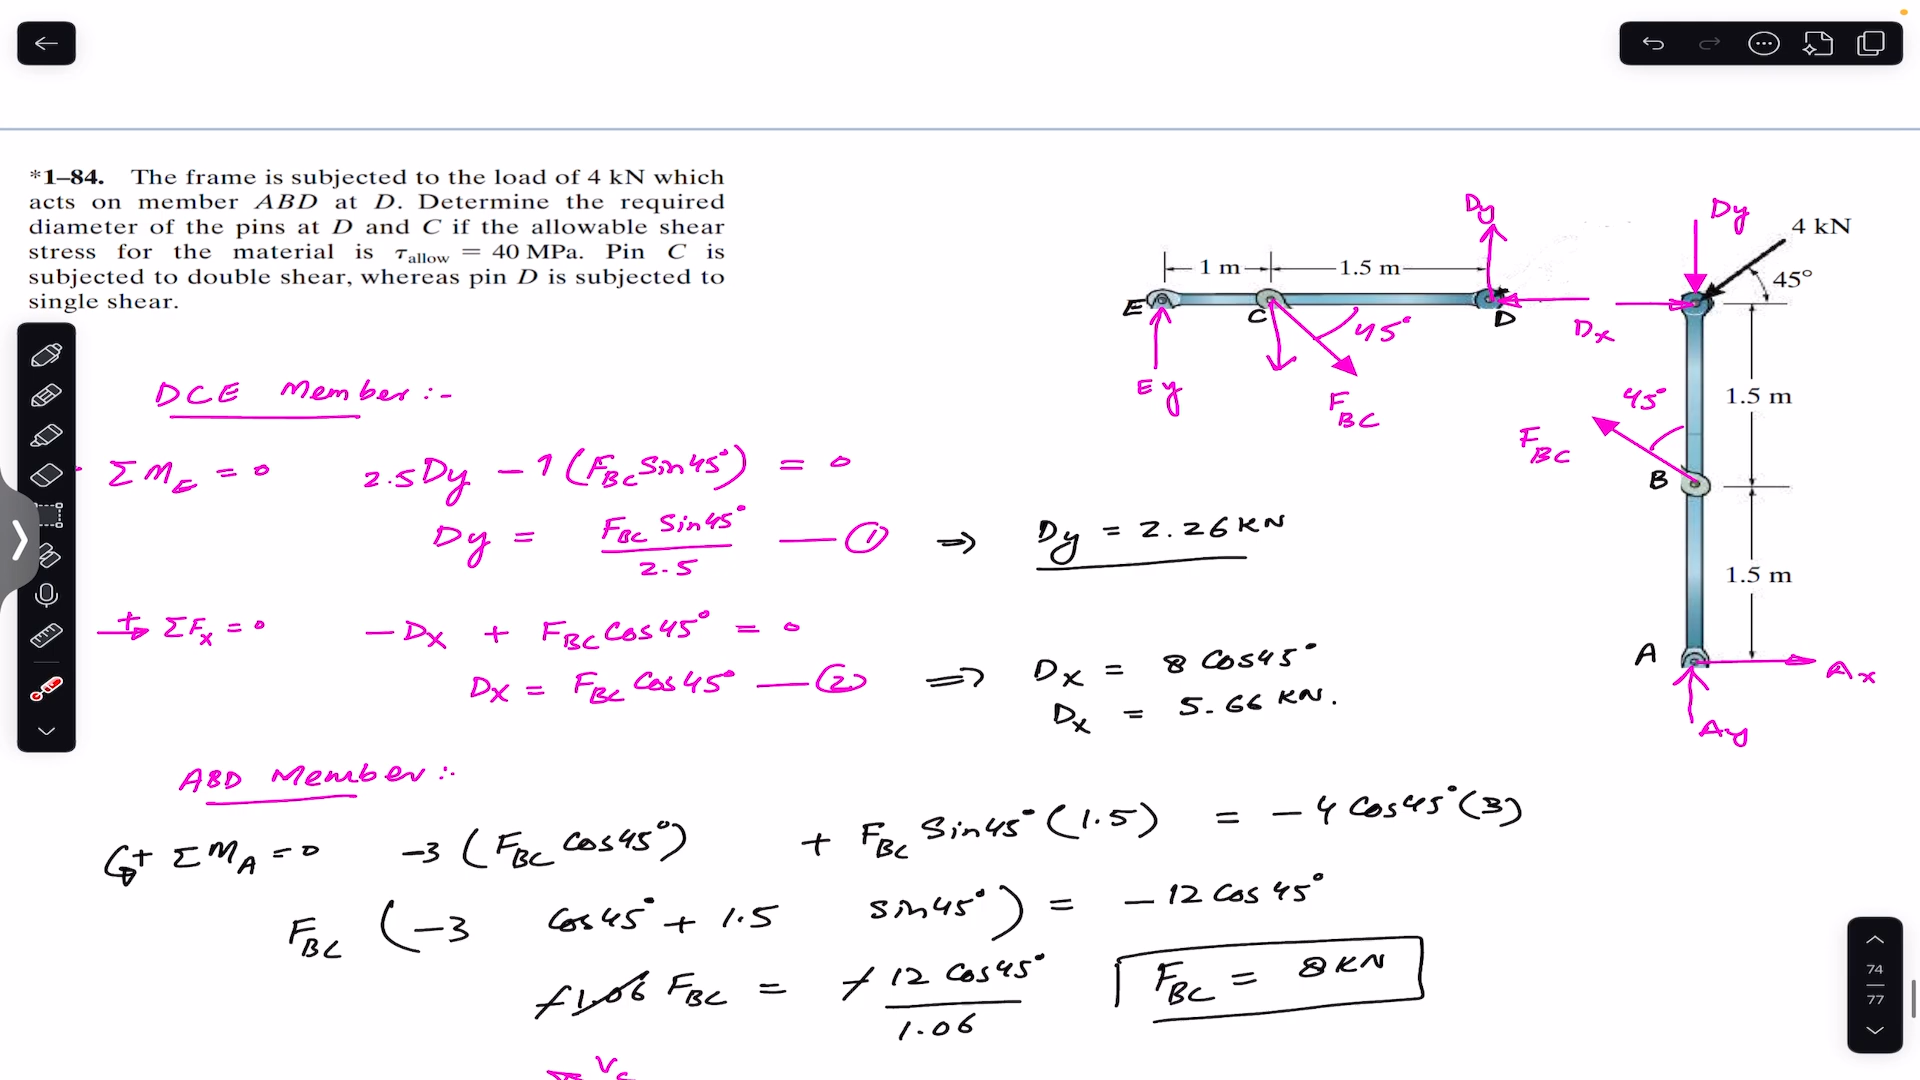 *1–84. The frame is subjected to the load of 4 kN which
acts on member ABD at D. Determine the required
diameter of the pins at D and C if the allowable shear
stress for the material is τallow = 40 MPa. Pin C is
subjected to double shear, whereas pin D is subjected to
single shear.
Dy
Dy
4 kN
45°
1 m
1.5 m
E
C
D
45°
Dx
Ey
FBC
45°
1.5 m
FBC
B
1.5 m
A
Ax
Ay
DCE Member :-
ΣME = 0 2.5Dy - 1 (FBC Sin45°) = 0
Dy = FBC Sin45° / 2.5 — ① ⇒ Dy = 2.26 KN
+→ ΣFx = 0 - Dx + FBC Cos45° = 0
Dx = FBC Cos45° — ② ⇒ Dx = 8 Cos45°
Dx = 5.66 KN.
ABD Member :-
+ ΣMA = 0 -3 (FBC Cos45°) + FBC Sin45° (1.5) = - 4 Cos45° (3)
FBC (-3 Cos45° + 1.5 Sin45°) = - 12 Cos45°
-1.06 FBC = - 12 Cos45° / 1.06 FBC = 8 KN
74
77